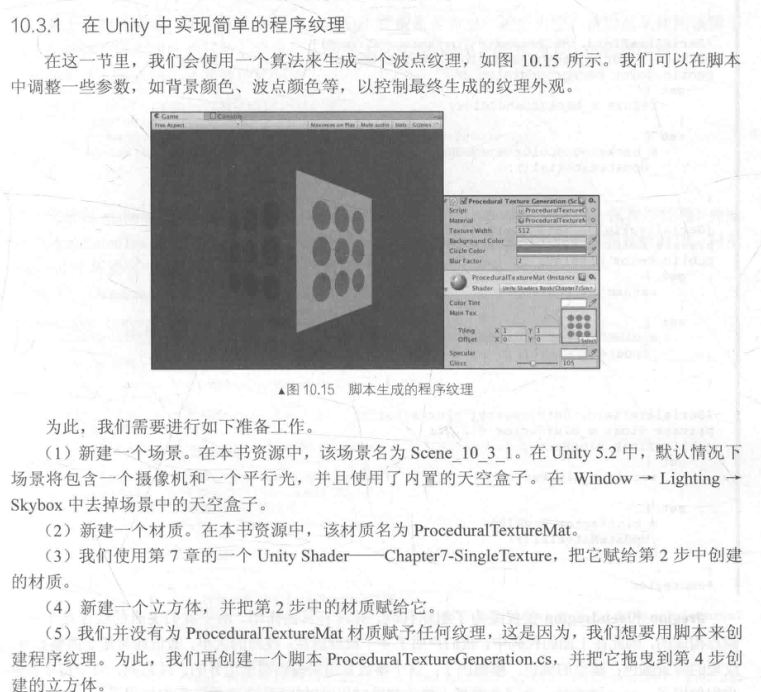 10.3.1 在 Unity 中实现简单的程序纹理
在这一节里，我们会使用一个算法来生成一个波点纹理，如图 10.15 所示。我们可以在脚本
中调整一些参数，如背景颜色、波点颜色等，以控制最终生成的纹理外观。
Game Console
Free Aspect Maximize on Play Mute audio Stats Gizmos
Procedural Texture Generation (Sc
Script ProceduralTextureG
Material ProceduralTextureM
Texture Width 512
Background Color
Circle Color
Blur Factor 2
ProceduralTextureMat (Instance
Shader Unity Shaders Book/Chapter7/Sin
Color Tint
Main Tex
Tiling X 1 Y 1
Offset X 0 Y 0
Select
Specular
Gloss 105
▲图 10.15 脚本生成的程序纹理
为此，我们需要进行如下准备工作。
（1）新建一个场景。在本书资源中，该场景名为 Scene_10_3_1。在 Unity 5.2 中，默认情况下
场景将包含一个摄像机和一个平行光，并且使用了内置的天空盒子。在 Window → Lighting →
Skybox 中去掉场景中的天空盒子。
（2）新建一个材质。在本书资源中，该材质名为 ProceduralTextureMat。
（3）我们使用第 7 章的一个 Unity Shader——Chapter7-SingleTexture，把它赋给第 2 步中创建
的材质。
（4）新建一个立方体，并把第 2 步中的材质赋给它。
（5）我们并没有为 ProceduralTextureMat 材质赋予任何纹理，这是因为，我们想要用脚本来创
建程序纹理。为此，我们再创建一个脚本 ProceduralTextureGeneration.cs，并把它拖曳到第 4 步创
建的立方体。